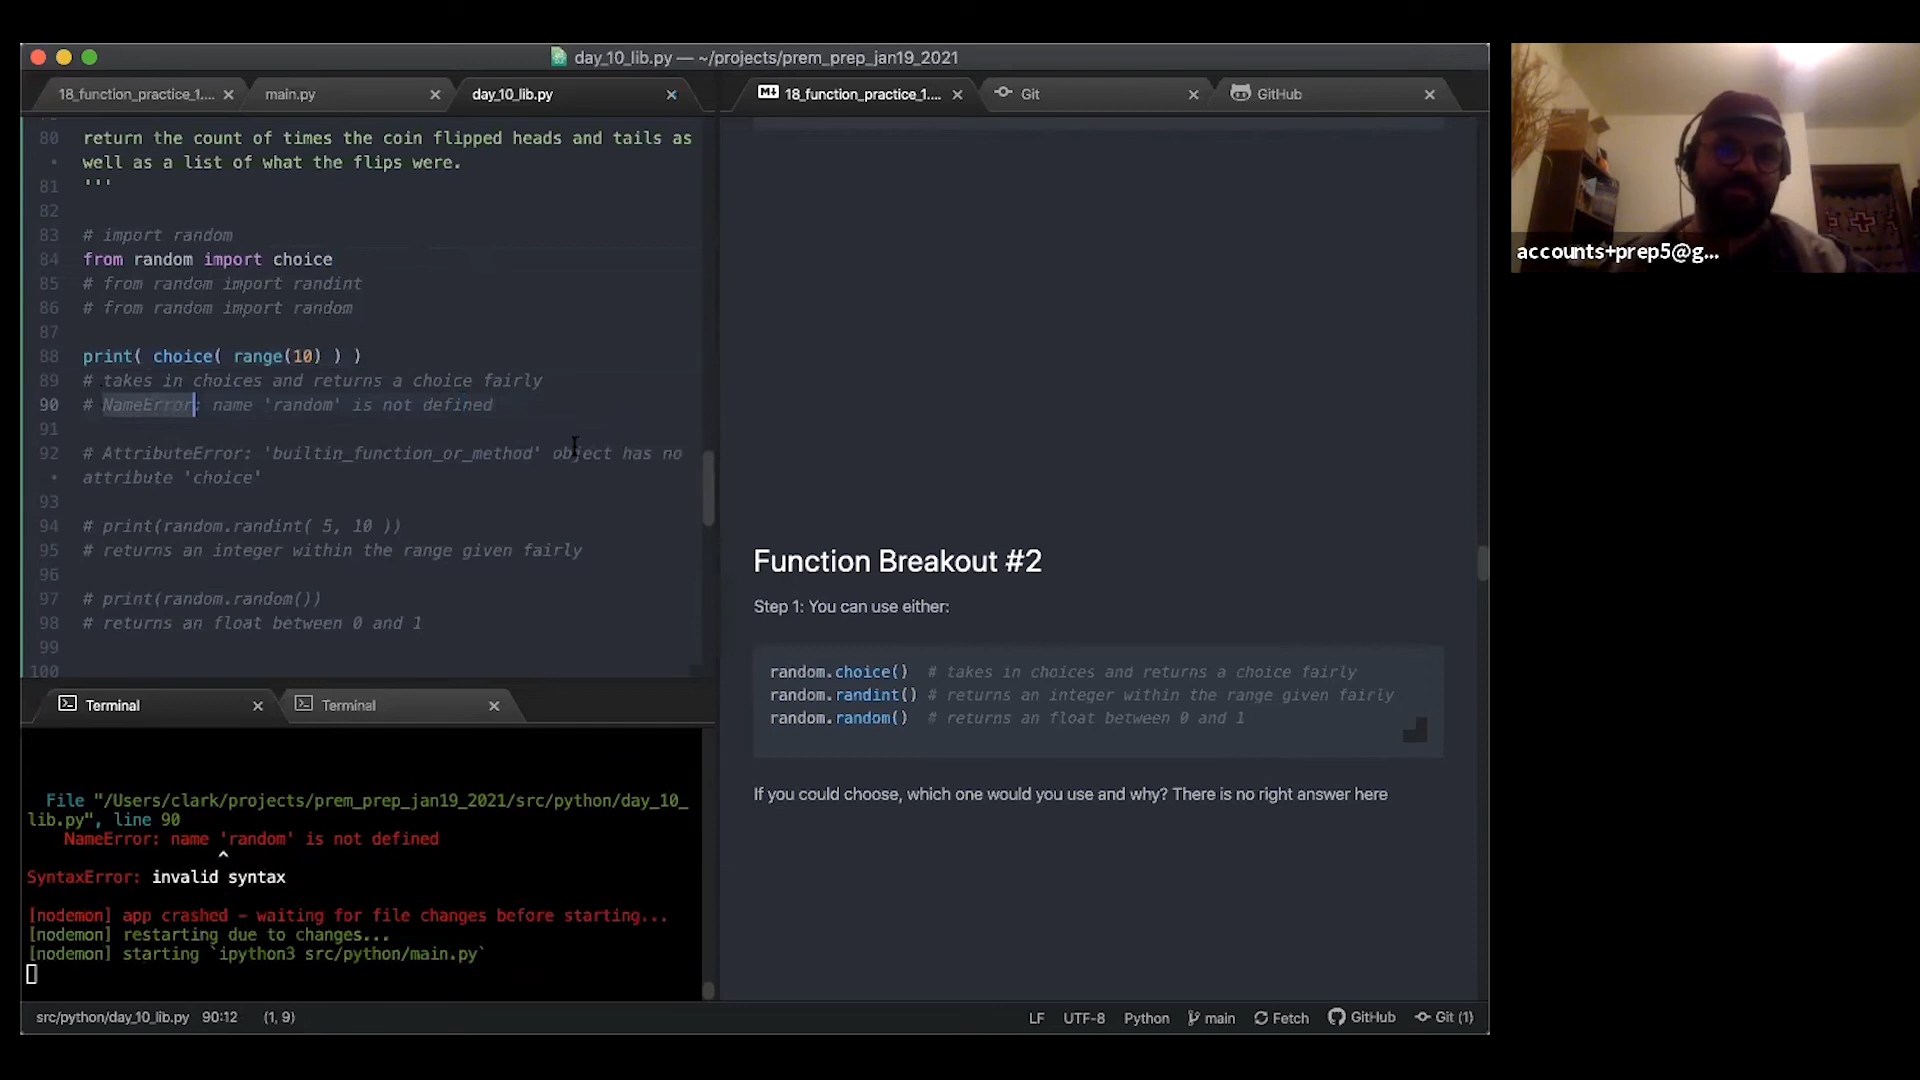 day_10_lib.py — ~/projects/prem_prep_jan19_2021
18_function_practice_1....
main.py
day_10_lib.py
18_function_practice_1....
Git
GitHub
80 return the count of times the coin flipped heads and tails as
• well as a list of what the flips were.
81 '''
82
83 # import random
84 from random import choice
85 # from random import randint
86 # from random import random
87
88 print( choice( range(10) ) )
89 # takes in choices and returns a choice fairly
90 # NameError: name 'random' is not defined
91
92 # AttributeError: 'builtin_function_or_method' object has no
• attribute 'choice'
93
94 # print(random.randint( 5, 10 ))
95 # returns an integer within the range given fairly
96
97 # print(random.random())
98 # returns an float between 0 and 1
99
100
Function Breakout #2
Step 1: You can use either:
random.choice() # takes in choices and returns a choice fairly
random.randint() # returns an integer within the range given fairly
random.random() # returns an float between 0 and 1
If you could choose, which one would you use and why? There is no right answer here
Terminal
Terminal
File "/Users/clark/projects/prem_prep_jan19_2021/src/python/day_10_
lib.py", line 90
NameError: name 'random' is not defined
^
SyntaxError: invalid syntax
[nodemon] app crashed - waiting for file changes before starting...
[nodemon] restarting due to changes...
[nodemon] starting `ipython3 src/python/main.py`
src/python/day_10_lib.py 90:12 (1, 9)
LF UTF-8 Python main Fetch GitHub Git (1)
accounts+prep5@g...